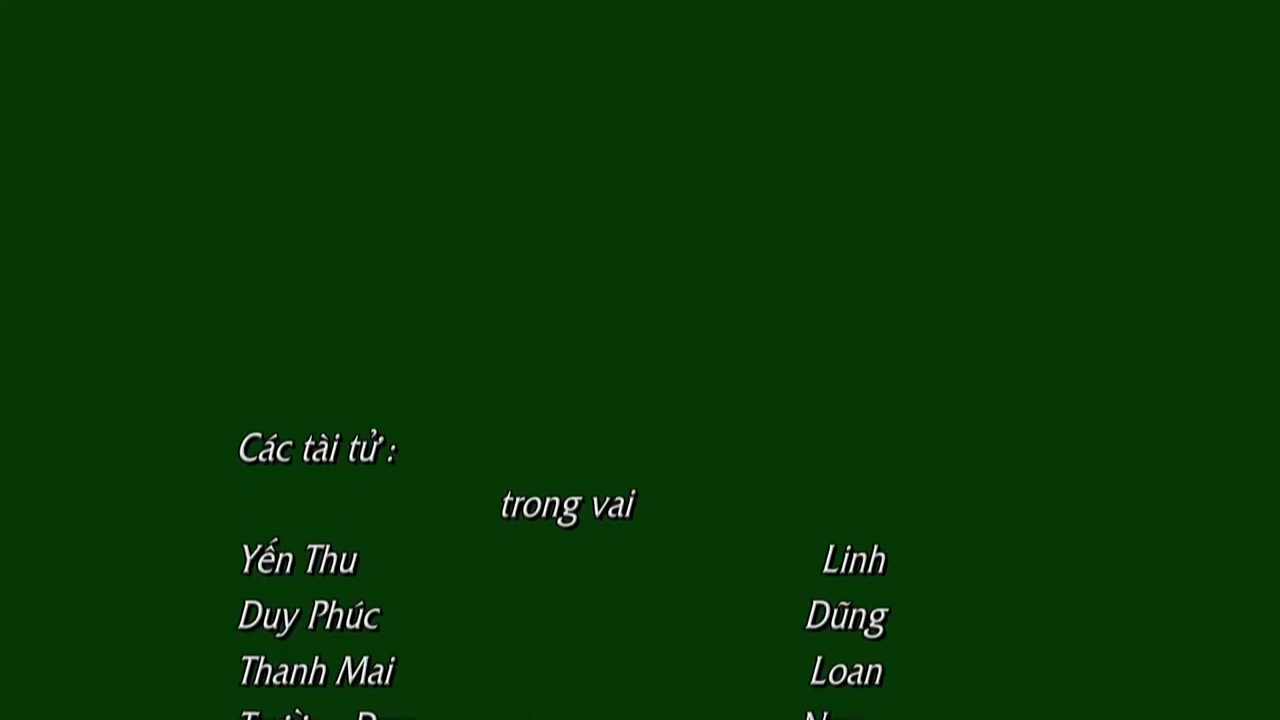 Các tài tử :
trong vai
Yến Thu Linh
Duy Phúc Dũng
Thanh Mai Loan